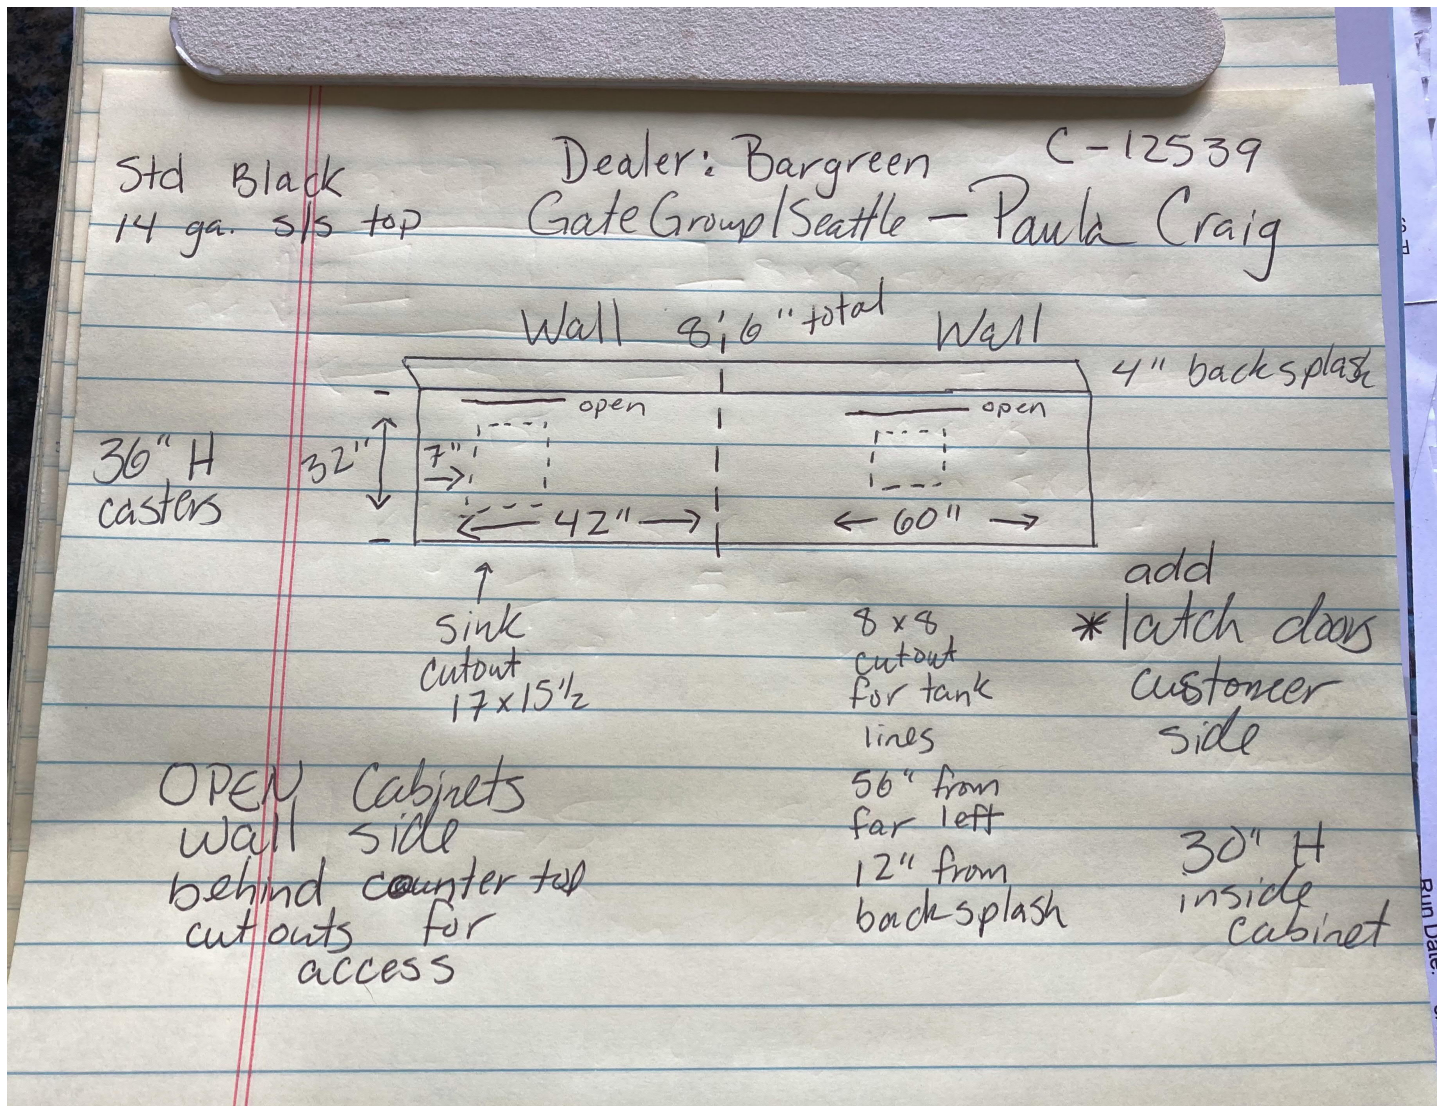 Std Black
14 ga. s/s top
Dealer: Bargreen
C-12539
GateGroup/Seattle - Paula Craig
Wall 8'6" total Wall
4" backsplash
open
open
36" H
casters
32"
7"
42"
60"
sink
cutout
17x15 1/2
8x8
cutout
for tank
lines
56" from
far left
12" from
backsplash
add
* latch doors
customer
side
OPEN Cabinets
wall side
behind counter top
cutouts for
access
30" H
inside
cabinet
Run Date: